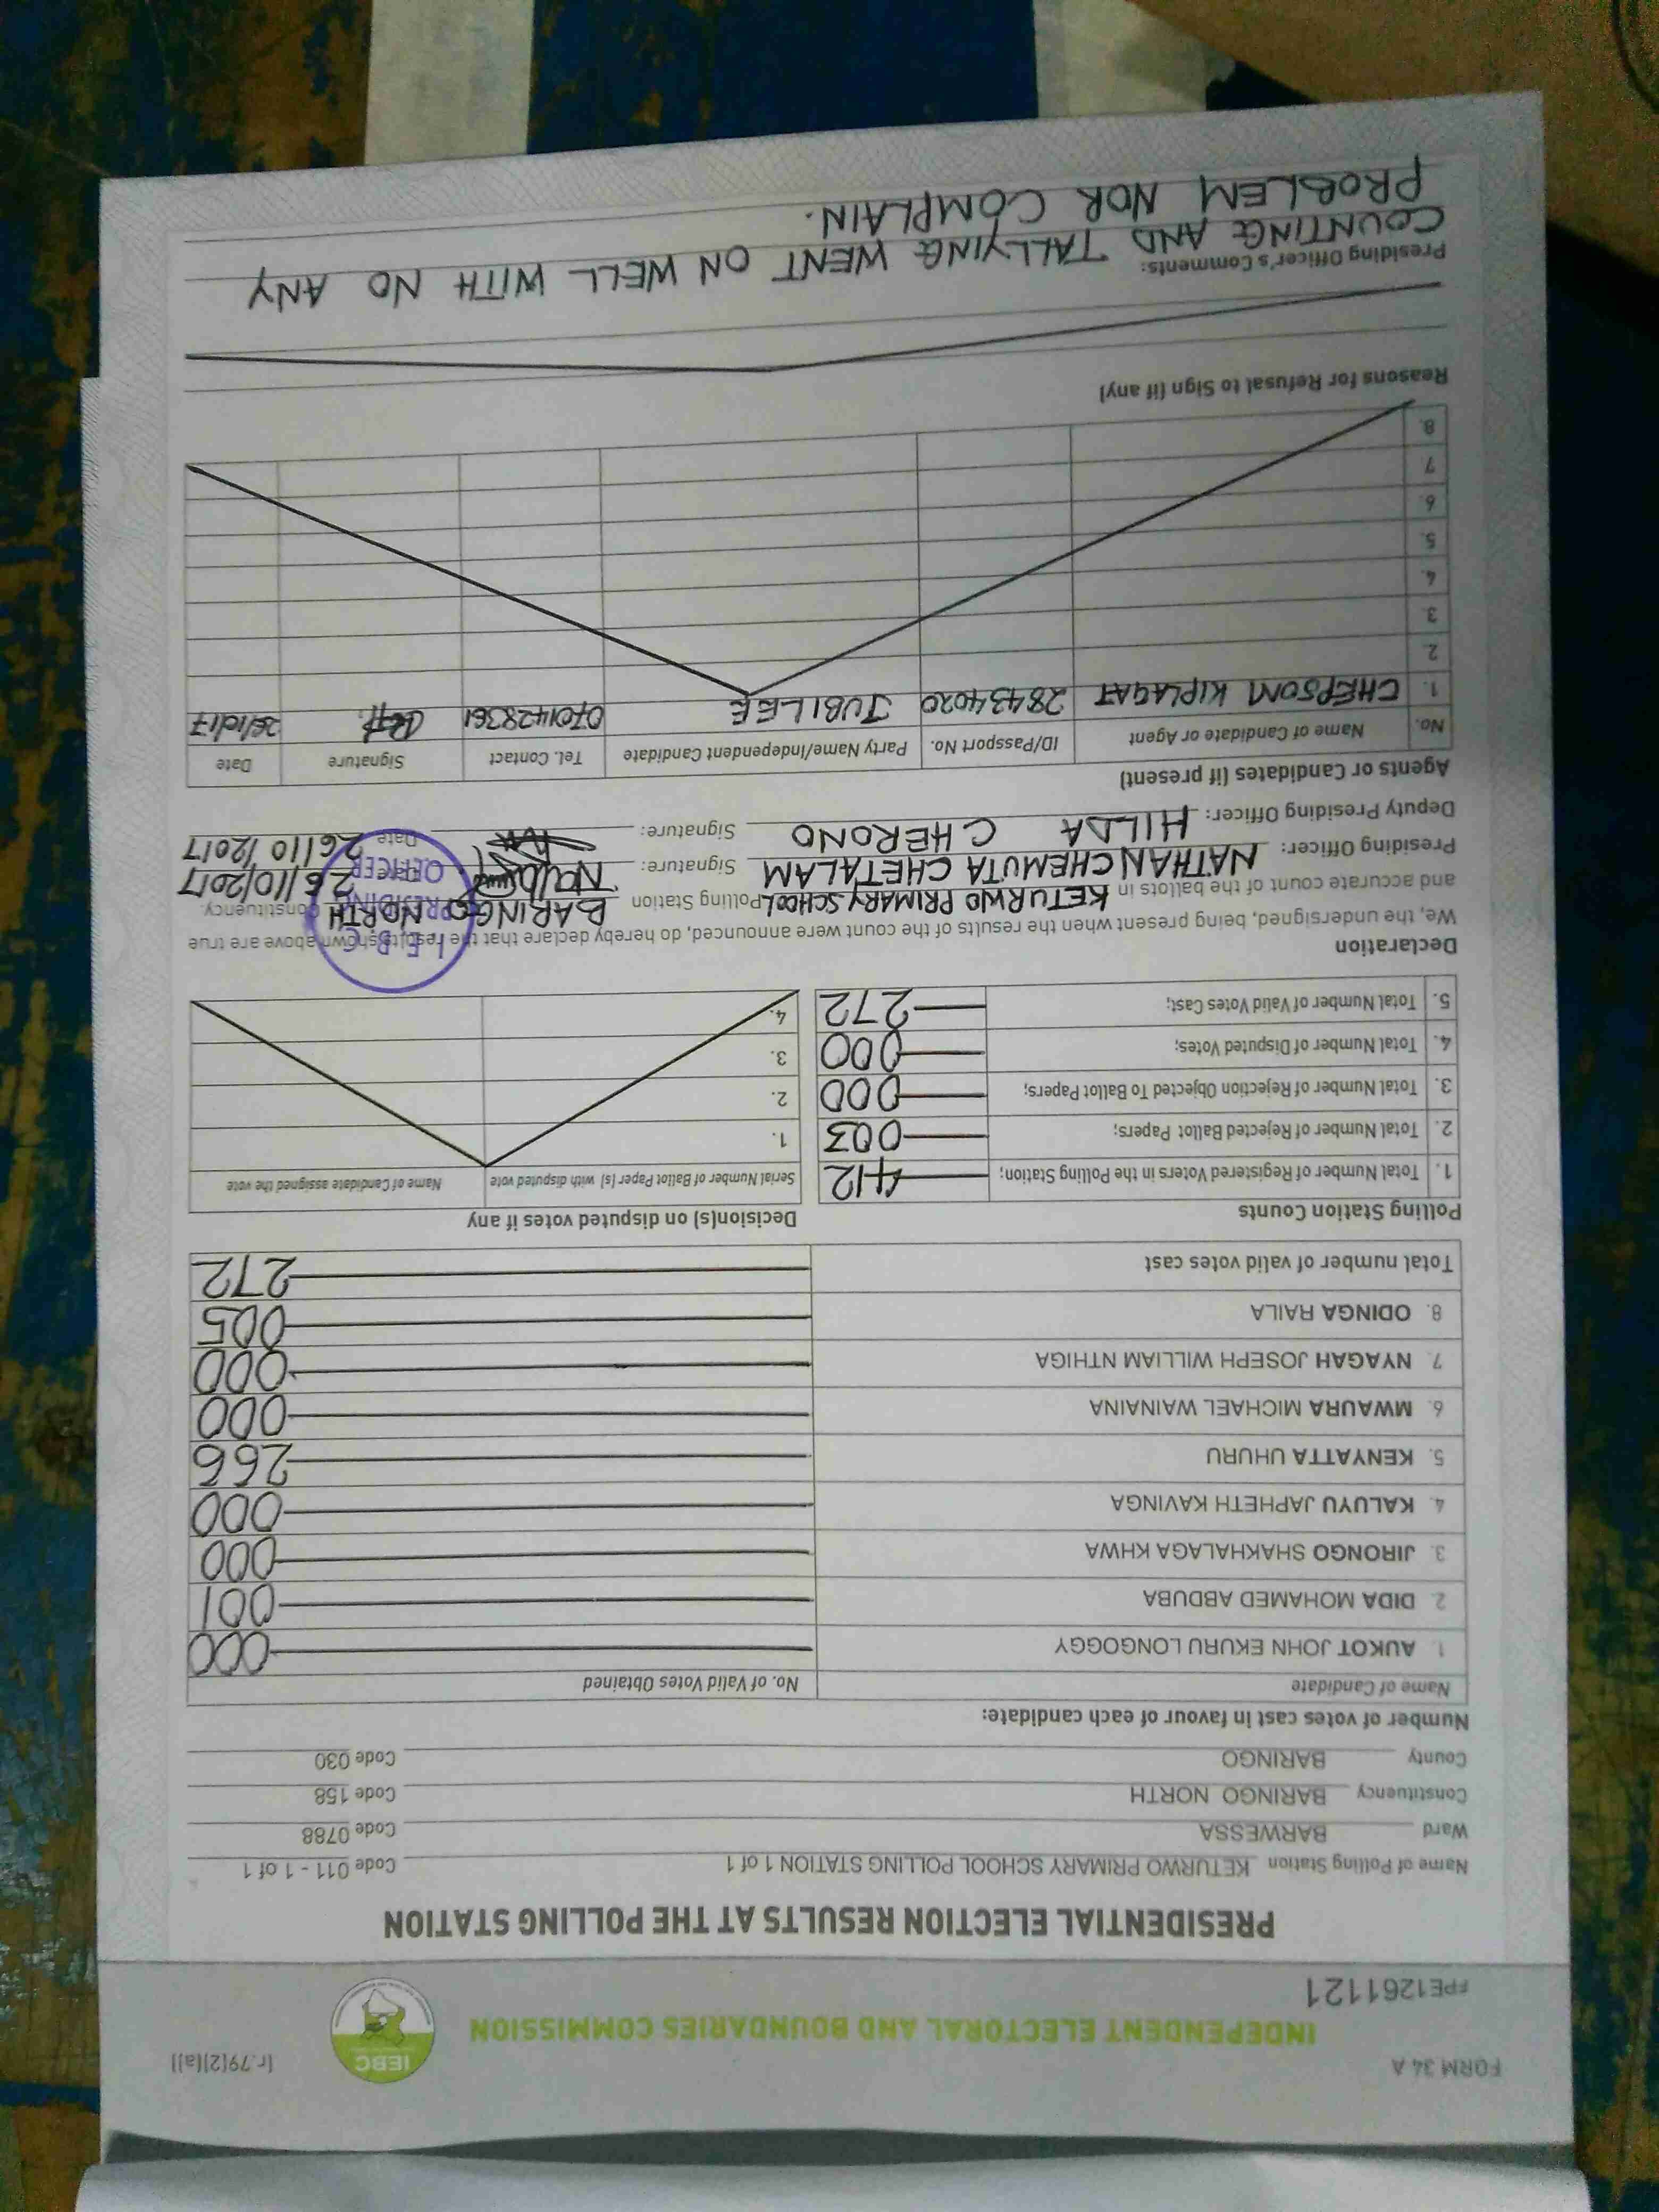 FORM 34 A
(r.79(2)(a))
IEBC
INDEPENDENT ELECTORAL AND BOUNDARIES COMMISSION
FPE1261121
PRESIDENTIAL ELECTION RESULTS AT THE POLLING STATION
Name of Polling Station KETURWO PRIMARY SCHOOL POLLING STATION 1 of 1 Code 011 - 1 of 1
Ward BARWESSA Code 0788
Constituency BARINGO NORTH Code 158
County BARINGO Code 030
Number of votes cast in favour of each candidate:
Name of Candidate No. of Valid Votes Obtained
1. AUKOT JOHN EKURU LONGOGGY 000
2. DIDA MOHAMED ABDUBA 001
3. JIRONGO SHAKHALAGA KHWA 000
4. KALUYU JAPHETH KAVINGA 000
5. KENYATTA UHURU 266
6. MWAURA MICHAEL WAINAINA 000
7. NYAGAH JOSEPH WILLIAM NTHIGA 000
8. ODINGA RAILA 005
Total number of valid votes cast 272
Polling Station Counts
1. Total Number of Registered Voters in the Polling Station; 412
2. Total Number of Rejected Ballot Papers; 003
3. Total Number of Rejection Objected To Ballot Papers; 000
4. Total Number of Disputed Votes; 000
5. Total Number of Valid Votes Cast; 272
Decision(s) on disputed votes if any
Serial Number of Ballot Paper (s) with disputed vote Name of Candidate assigned the vote
1.
2.
3.
4.
Declaration
We, the undersigned, being present when the results of the count were announced, do hereby declare that the results shown above are true
and accurate count of the ballots in KETURWO PRIMARY SCHOOL Polling Station BARINGO NORTH Constituency.
Presiding Officer: NATHAN CHEMUTA CHETALAM Signature: Date 26/10/2017
Deputy Presiding Officer: HILDA CHERONO Signature: Date 26/10/2017
I.E.B.C
PRESIDING
OFFICER
Agents or Candidates (if present)
No. Name of Candidate or Agent ID/Passport No. Party Name/Independent Candidate Tel. Contact Signature Date
1. CHEPSOM KIPLAGAT 28434020 JUBILEE 0701428361 26/10/17
2.
3.
4.
5.
6.
7.
8.
Reasons for Refusal to Sign (if any)
Presiding Officer's Comments:
COUNTING AND TALLYING WENT ON WELL WITH NO ANY
PROBLEM NOR COMPLAIN.